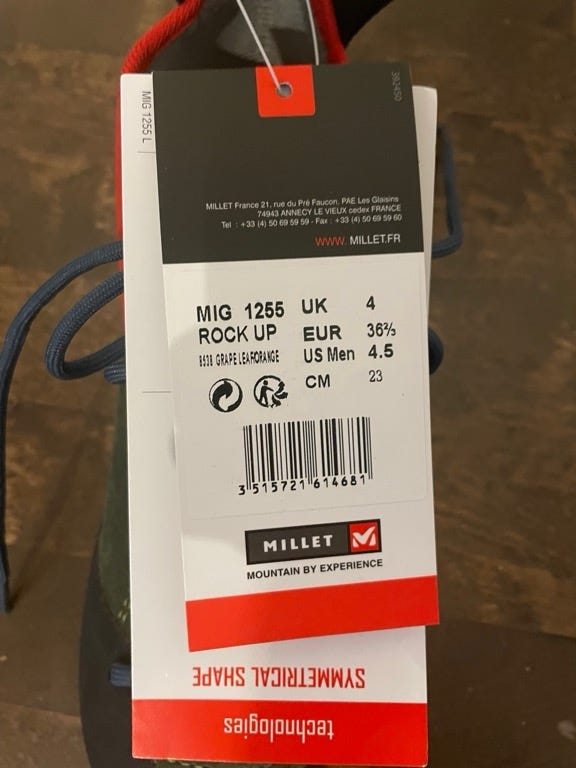 392450
MIG 1255 L
MILLET France 21, rue du Pré Faucon, PAE Les Glaisins
74943 ANNECY LE VIEUX cedex FRANCE
Tel : +33 (4) 50 69 59 59 - Fax : +33 (4) 50 69 59 60
WWW. MILLET.FR
MIG 1255 UK 4
ROCK UP EUR 36⅔
8538 GRAPE LEAF/ORANGE US Men 4.5
CM 23
3 515721 614681
MILLET
MOUNTAIN BY EXPERIENCE
SYMMETRICAL SHAPE
technologies